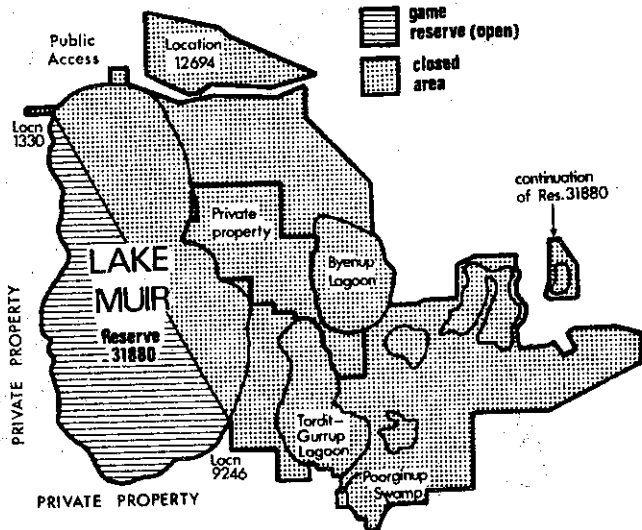 game
reserve (open)
closed
area
Public
Access
Location
12694
Locn
1330
continuation
of Res. 31880
Private
property
Byenup
Lagoon
LAKE
MUIR
Reserve
31880
PRIVATE PROPERTY
Tordit-
Gurrup
Lagoon
Locn
9246
Poorginup
Swamp
PRIVATE PROPERTY